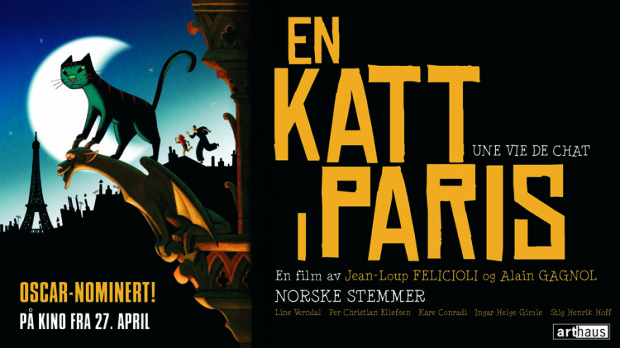 EN
KATT
UNE VIE DE CHAT
I PARIS
En film av Jean-Loup FELICIOLI og Alain GAGNOL
NORSKE STEMMER
Line Verndal Per Christian Ellefsen Kåre Conradi Ingar Helge Gimle Stig Henrik Hoff
OSCAR-NOMINERT!
PÅ KINO FRA 27. APRIL
arthaus